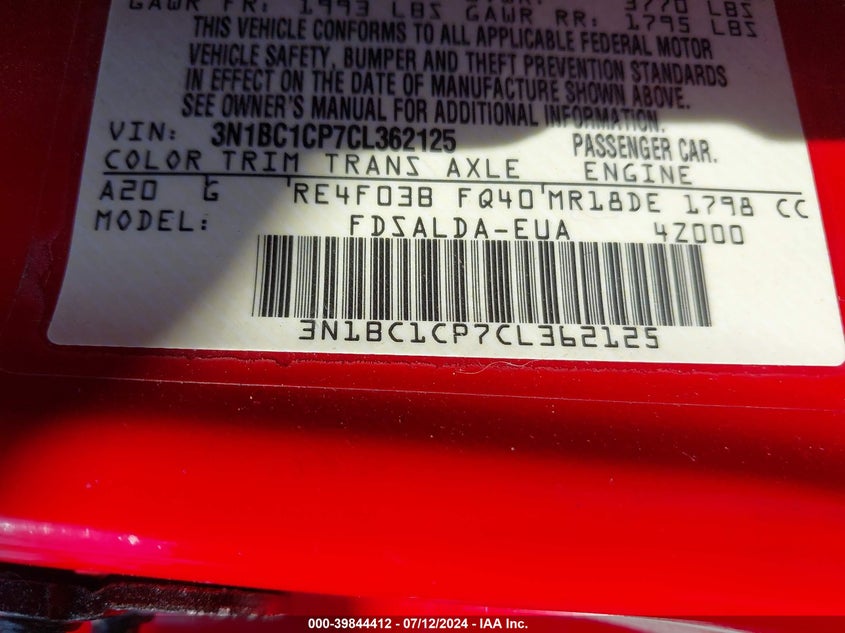 GAWR FR: 1993 LBS GAWR RR: 1795 LBS
3770 LBS
THIS VEHICLE CONFORMS TO ALL APPLICABLE FEDERAL MOTOR
VEHICLE SAFETY, BUMPER AND THEFT PREVENTION STANDARDS
IN EFFECT ON THE DATE OF MANUFACTURE SHOWN ABOVE.
SEE OWNER'S MANUAL FOR ADDITIONAL INFORMATION.
VIN: 3N1BC1CP7CL362125 PASSENGER CAR.
COLOR TRIM TRANS AXLE ENGINE
A20 G RE4F03B FQ40 MR18DE 1798 CC
MODEL: FDSALDA-EUA 4Z000
3N1BC1CP7CL362125
000-39844412 - 07/12/2024 - IAA Inc.